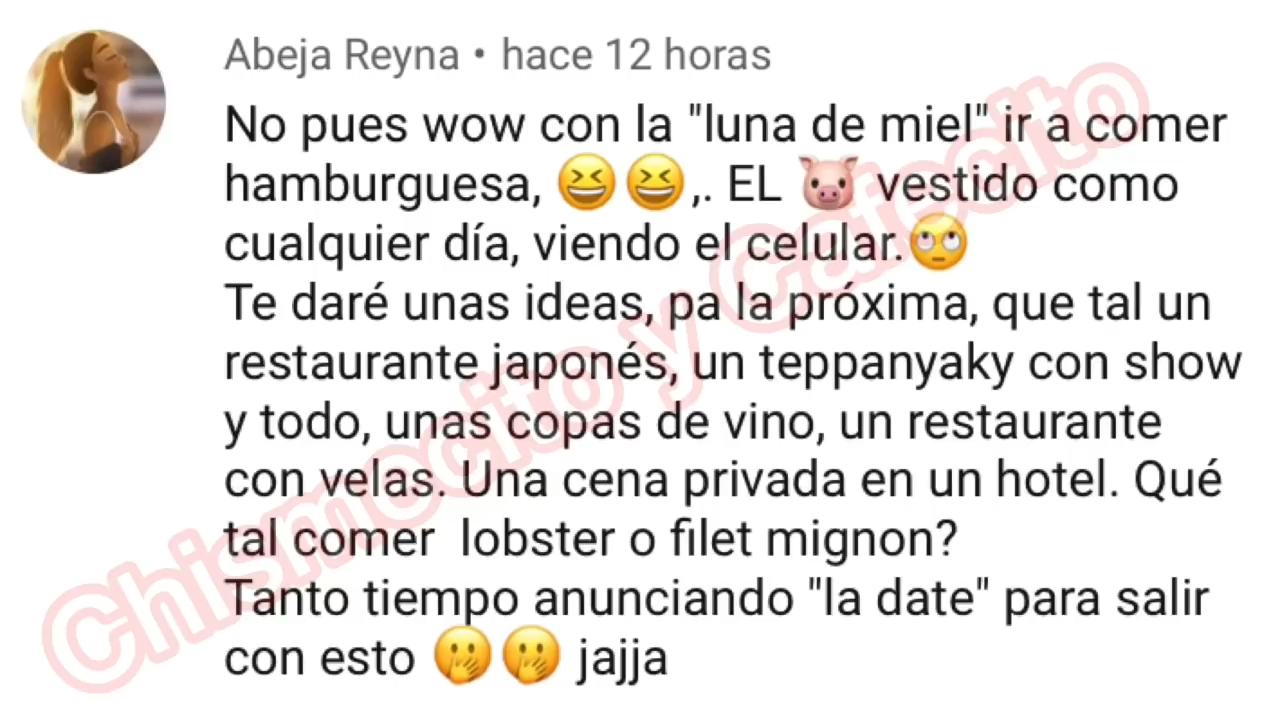 Abeja Reyna • hace 12 horas
No pues wow con la "luna de miel" ir a comer
hamburguesa, 😆😆,. EL 🐷 vestido como
cualquier día, viendo el celular.🙄
Te daré unas ideas, pa la próxima, que tal un
restaurante japonés, un teppanyaky con show
y todo, unas copas de vino, un restaurante
con velas. Una cena privada en un hotel. Qué
tal comer  lobster o filet mignon?
Tanto tiempo anunciando "la date" para salir
con esto 🤭🤭 jajja
Chismecito y Cafecito